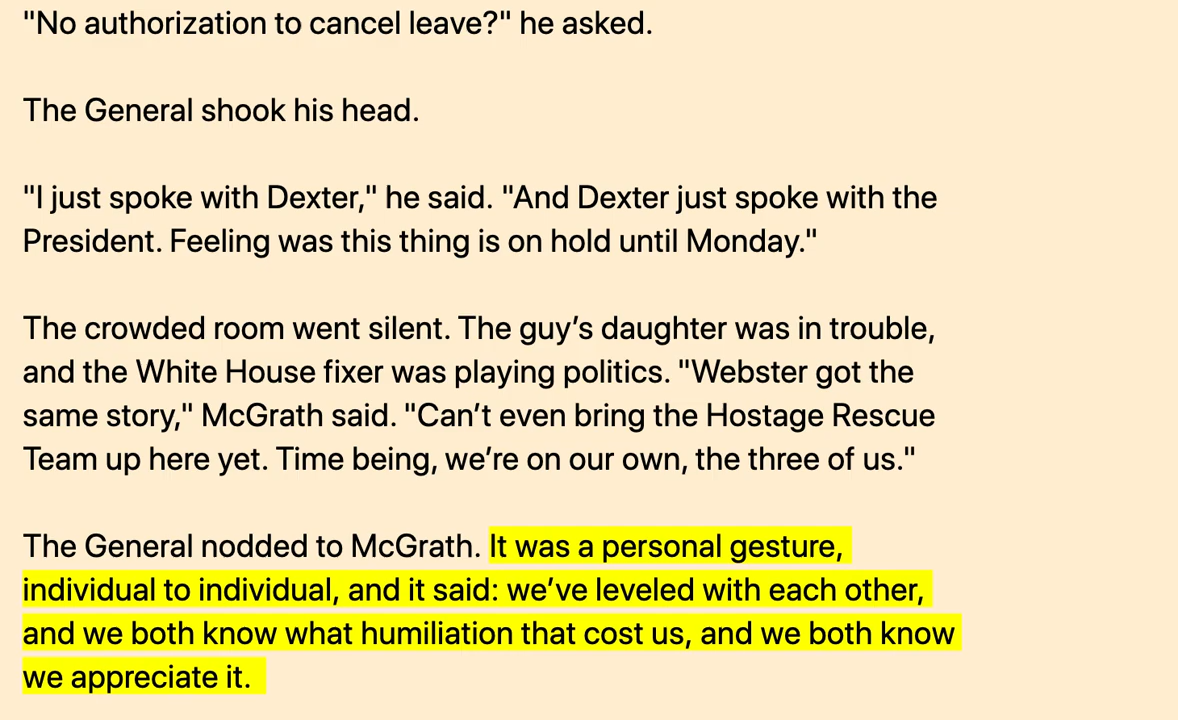 "No authorization to cancel leave?" he asked.
The General shook his head.
"I just spoke with Dexter," he said. "And Dexter just spoke with the
President. Feeling was this thing is on hold until Monday."
The crowded room went silent. The guy’s daughter was in trouble,
and the White House fixer was playing politics. "Webster got the
same story," McGrath said. "Can’t even bring the Hostage Rescue
Team up here yet. Time being, we’re on our own, the three of us."
The General nodded to McGrath. It was a personal gesture,
individual to individual, and it said: we’ve leveled with each other,
and we both know what humiliation that cost us, and we both know
we appreciate it.